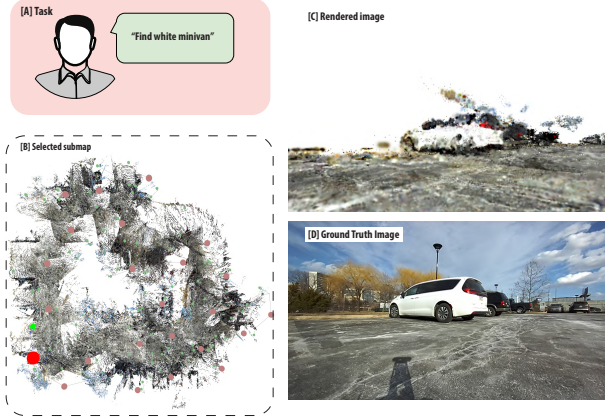 [A] Task
"Find white minivan"
[B] Selected submap
[C] Rendered image
[D] Ground Truth Image